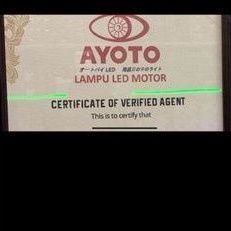 AYOTO
LAMPU LED MOTOR
CERTIFICATE OF VERIFIED AGENT
This is to certify that